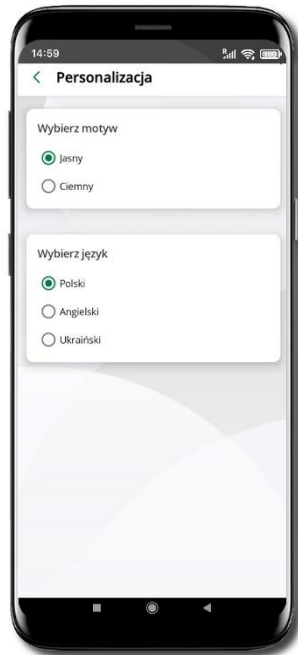 14:59
Personalizacja
Wybierz motyw
Jasny
Ciemny
Wybierz język
Polski
Angielski
Ukraiński